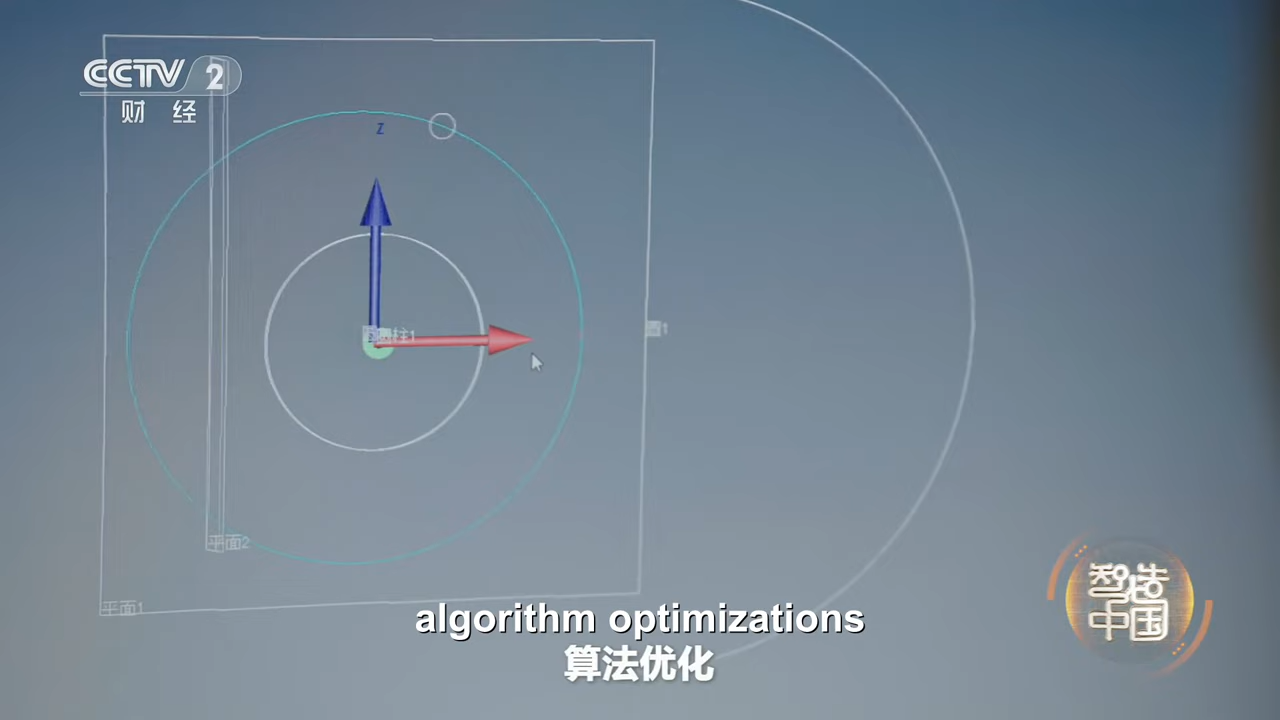 CCTV 2
财 经
Z
平面2
平面1
algorithm optimizations
算法优化
智造
中国